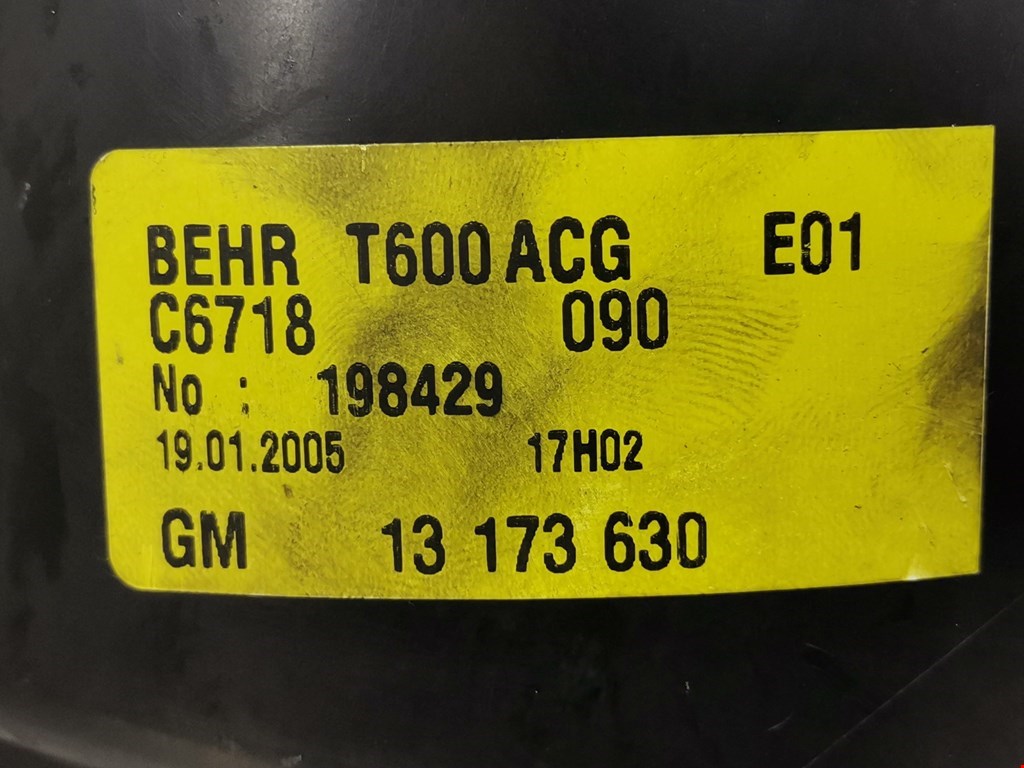 BEHR T600 ACG E01
C6718 090
No : 198429
19.01.2005 17H02
GM 13 173 630